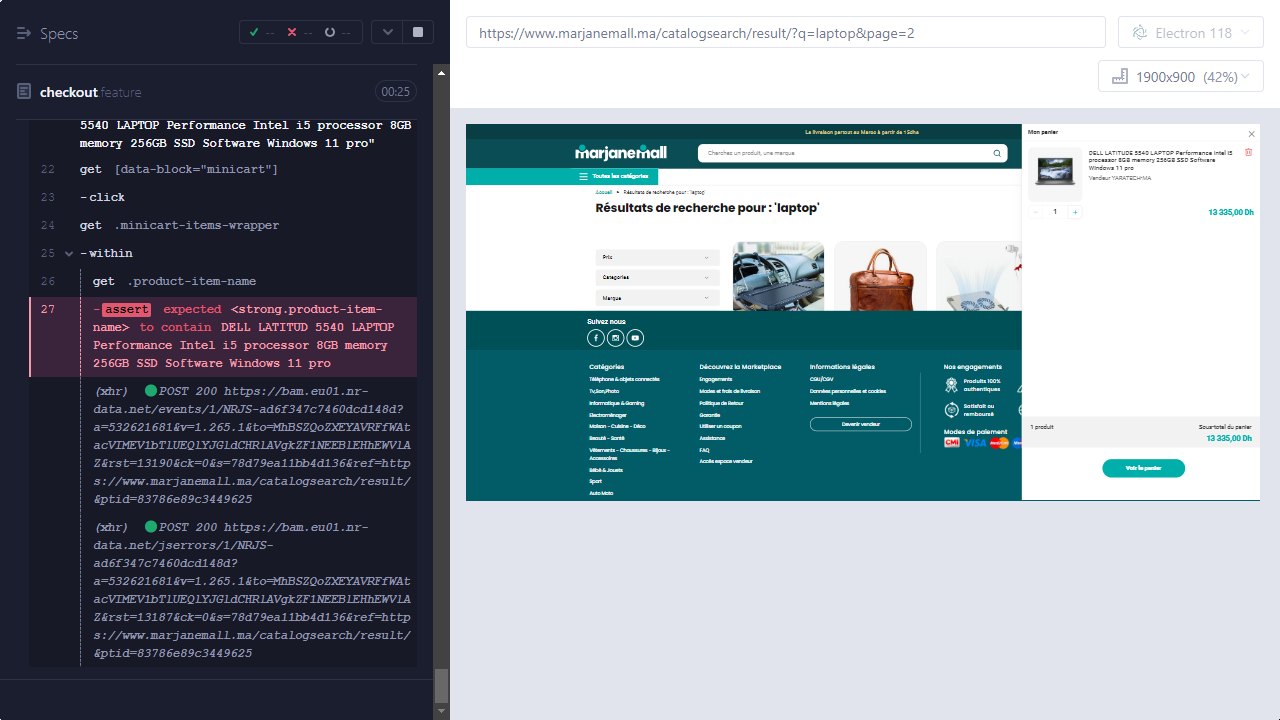 Specs
-- -- --
checkout.feature
00:25
5540 LAPTOP Performance Intel i5 processor 8GB
memory 256GB SSD Software Windows 11 pro"
22 get [data-block="minicart"]
23 -click
24 get .minicart-items-wrapper
25 -within
26 get .product-item-name
27 -assert expected <strong.product-item-
name> to contain DELL LATITUD 5540 LAPTOP
Performance Intel i5 processor 8GB memory
256GB SSD Software Windows 11 pro
(xhr) POST 200 https://bam.eu01.nr-
data.net/events/1/NRJS-ad6f347c7460dcd148d?
a=532621681&v=1.265.1&to=MhBSZQoZXEYAVRFfWAt
acVIMEV1bTlUEQlYJGldCHRlAVgkZF1NEEBlEHhEWVlA
Z&rst=13190&ck=0&s=78d79ea11bb4d136&ref=http
s://www.marjanemall.ma/catalogsearch/result/
&ptid=83786e89c3449625
(xhr) POST 200 https://bam.eu01.nr-
data.net/jserrors/1/NRJS-
ad6f347c7460dcd148d?
a=532621681&v=1.265.1&to=MhBSZQoZXEYAVRFfWAt
acVIMEV1bTlUEQlYJGldCHRlAVgkZF1NEEBlEHhEWVlA
Z&rst=13187&ck=0&s=78d79ea11bb4d136&ref=http
s://www.marjanemall.ma/catalogsearch/result/
&ptid=83786e89c3449625
https://www.marjanemall.ma/catalogsearch/result/?q=laptop&page=2
Electron 118
1900x900 (42%)
La livraison partout au Maroc à partir de 15dhs
marjanemall
Cherchez un produit, une marque
Toutes les catégories
Accueil Résultats de recherche pour : 'laptop'
Résultats de recherche pour : 'laptop'
Prix
Categories
Marque
Suivez nous
Catégories
Téléphone & objets connectés
Tv,Son,Photo
Informatique & Gaming
Electroménager
Maison - Cuisine - Déco
Beauté - Santé
Vêtements - Chaussures - Bijoux -
Accessoires
Bébé & Jouets
Sport
Auto Moto
Découvrez la Marketplace
Engagements
Modes et frais de livraison
Politique de Retour
Garantie
Utiliser un coupon
Assistance
FAQ
Accès espace vendeur
Informations légales
CGU/CGV
Données personnelles et cookies
Mentions légales
Devenir vendeur
Nos engagements
Produits 100%
authentiques
Satisfait ou
remboursé
Modes de paiement
CMI VISA
Mon panier
DELL LATITUDE 5540 LAPTOP Performance Intel i5
processor 8GB memory 256GB SSD Software
Windows 11 pro
Vendeur YARATECH-MA
- 1 +
13 335,00 Dh
1 produit
Sous-total du panier
13 335,00 Dh
Voir le panier